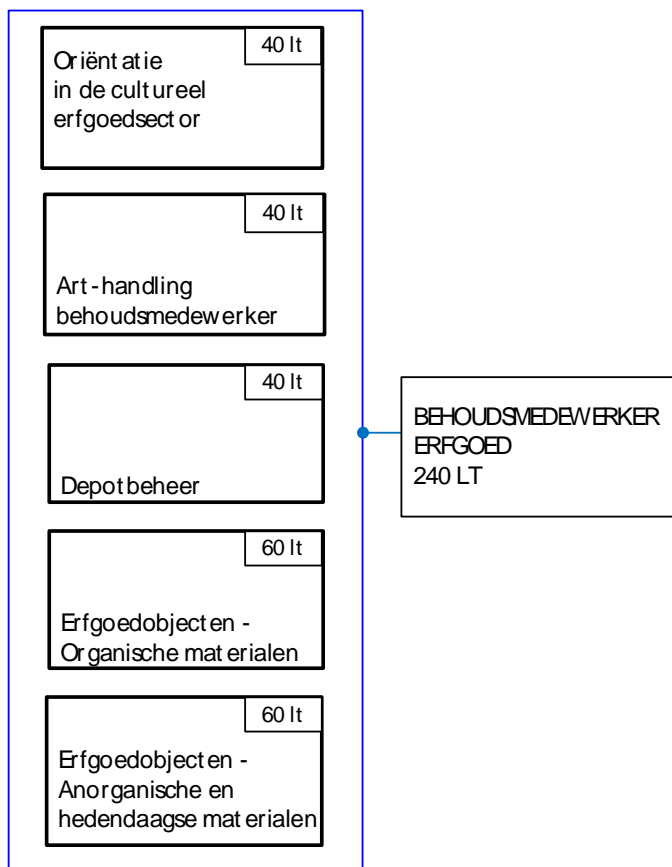 40 lt
Oriëntatie
in de cultureel
erfgoedsector
40 lt
Art-handling
behoudsmedewerker
40 lt
Depotbeheer
BEHOUDSMEDEWERKER
ERFGOED
240 LT
60 lt
Erfgoedobjecten -
Organische materialen
60 lt
Erfgoedobjecten -
Anorganische en
hedendaagse materialen